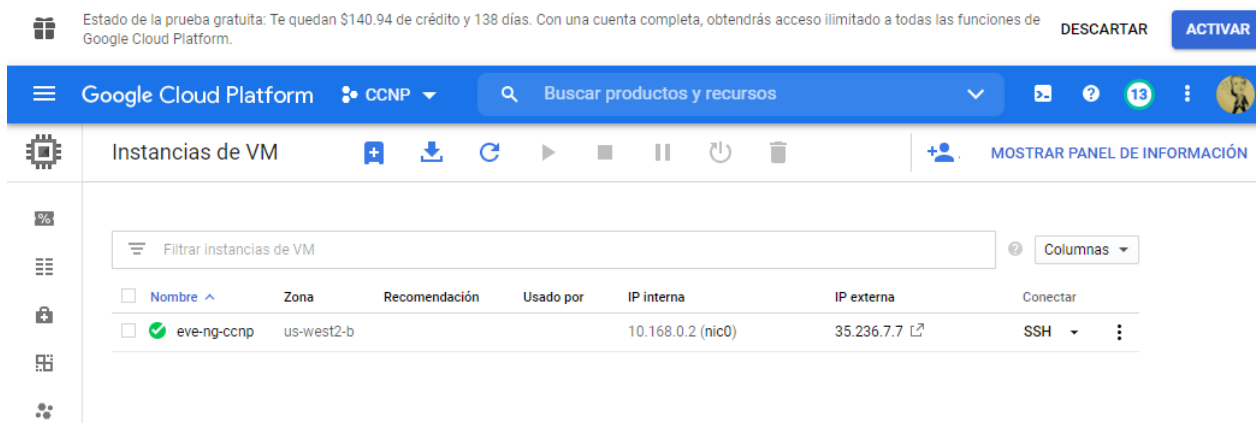 Estado de la prueba gratuita: Te quedan $140.94 de crédito y 138 días. Con una cuenta completa, obtendrás acceso ilimitado a todas las funciones de
Google Cloud Platform.
DESCARTAR
ACTIVAR
Google Cloud Platform
CCNP
Buscar productos y recursos
13
Instancias de VM
MOSTRAR PANEL DE INFORMACIÓN
Filtrar instancias de VM
Columnas
Nombre Zona Recomendación Usado por IP interna IP externa Conectar
eve-ng-ccnp us-west2-b 10.168.0.2 (nic0) 35.236.7.7 SSH